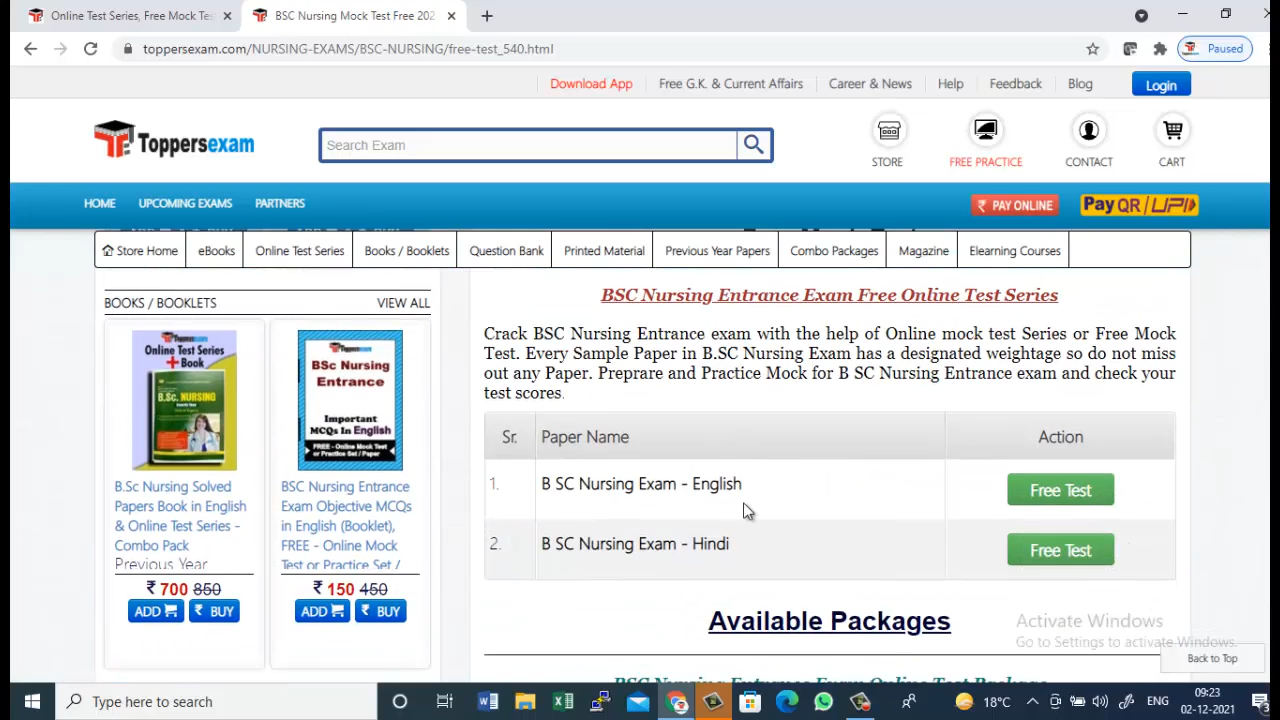 Online Test Series, Free Mock Tes
BSC Nursing Mock Test Free 202
toppersexam.com/NURSING-EXAMS/BSC-NURSING/free-test_540.html
Paused
Download App
Free G.K. & Current Affairs
Career & News
Help
Feedback
Blog
Login
Toppersexam
Search Exam
STORE
FREE PRACTICE
CONTACT
CART
HOME
UPCOMING EXAMS
PARTNERS
₹ PAY ONLINE
Pay QR / UPI
Store Home
eBooks
Online Test Series
Books / Booklets
Question Bank
Printed Material
Previous Year Papers
Combo Packages
Magazine
Elearning Courses
BOOKS / BOOKLETS
VIEW ALL
Toppersexam
Online Test Series
+Book
B.Sc. NURSING
B.Sc Nursing Solved
Papers Book in English
& Online Test Series -
Combo Pack
Previous Year
₹ 700 850
ADD
₹ BUY
Toppersexam
BSc Nursing
Entrance
Important
MCQs In English
FREE - Online Mock Test
or Practice Set / Paper
BSC Nursing Entrance
Exam Objective MCQs
in English (Booklet),
FREE - Online Mock
Test or Practice Set /
₹ 150 450
ADD
₹ BUY
BSC Nursing Entrance Exam Free Online Test Series
Crack BSC Nursing Entrance exam with the help of Online mock test Series or Free Mock
Test. Every Sample Paper in B.SC Nursing Exam has a designated weightage so do not miss
out any Paper. Preprare and Practice Mock for B SC Nursing Entrance exam and check your
test scores.
Sr.
Paper Name
Action
1.
B SC Nursing Exam - English
Free Test
2.
B SC Nursing Exam - Hindi
Free Test
Available Packages
Activate Windows
Go to Settings to activate Windows.
Back to Top
Type here to search
18°C
ENG
09:23
02-12-2021